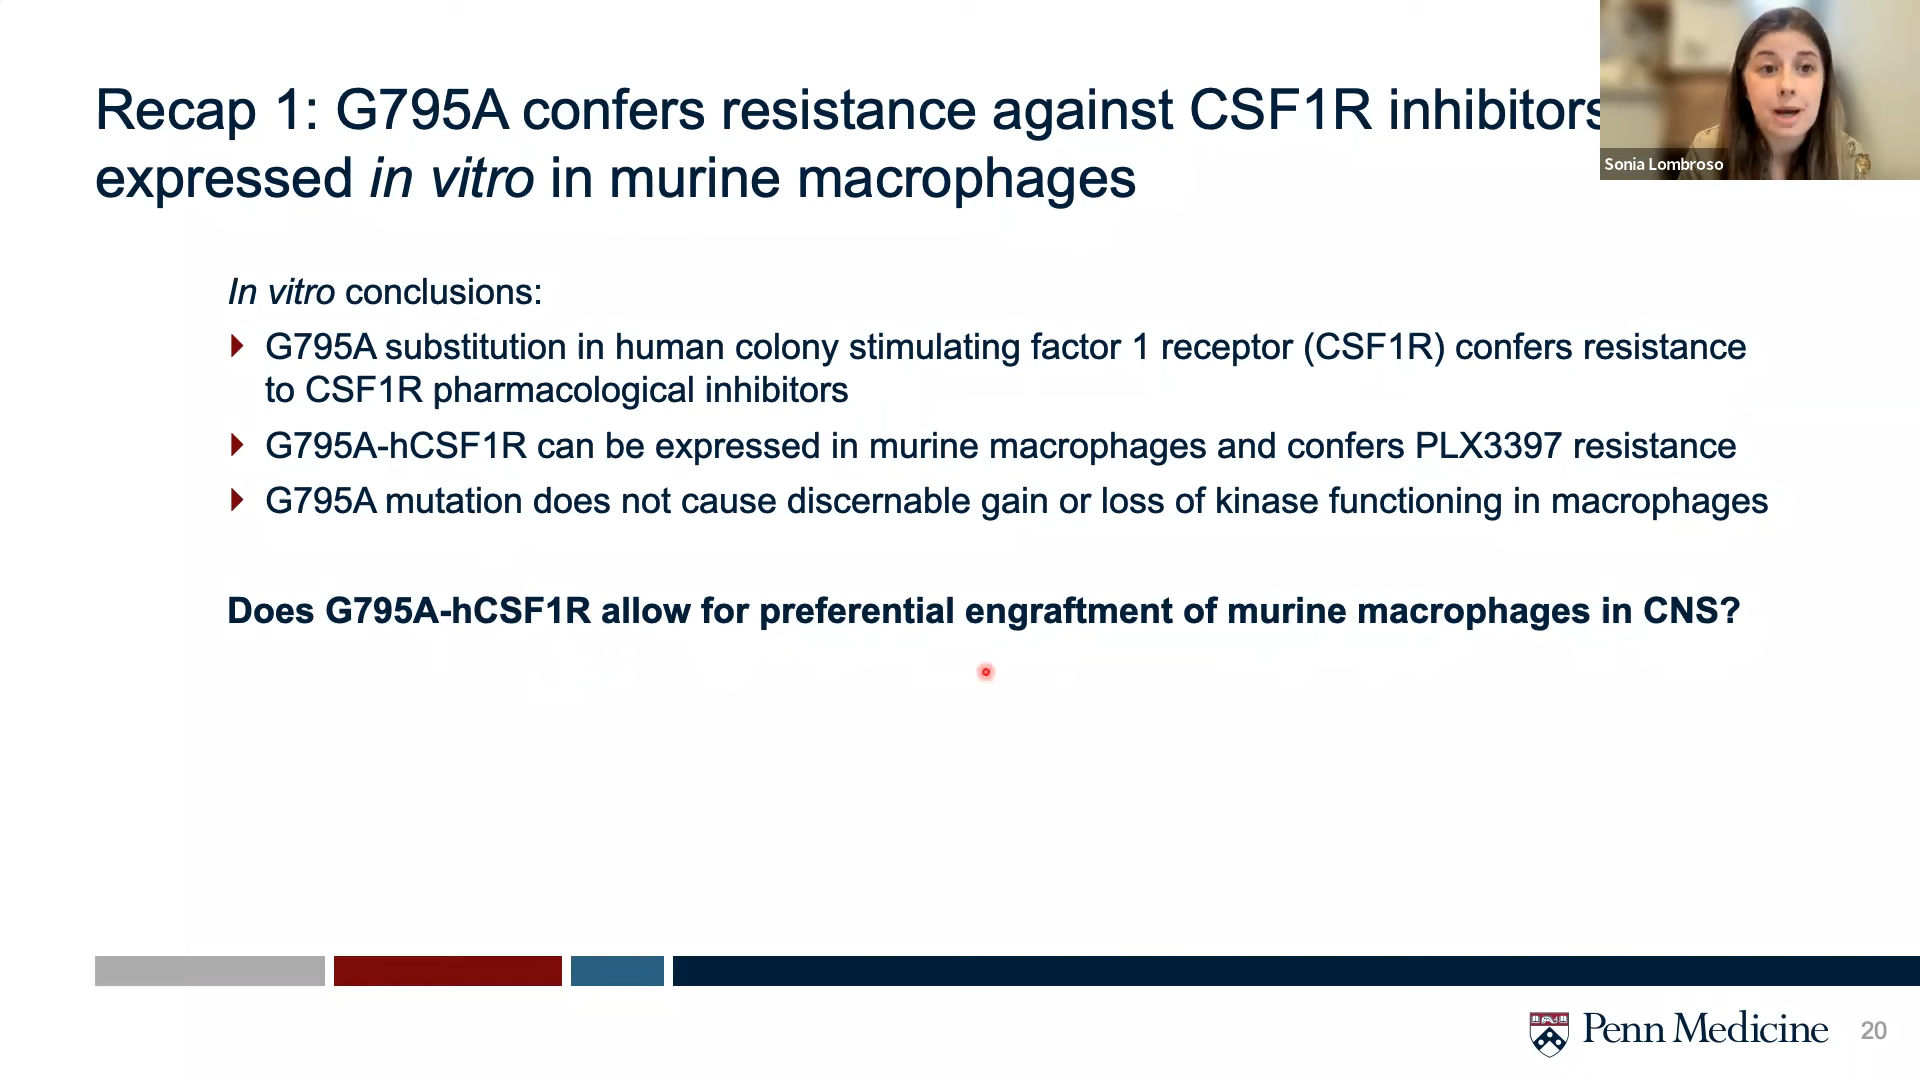 Recap 1: G795A confers resistance against CSF1R inhibitors
expressed in vitro in murine macrophages
Sonia Lombroso
In vitro conclusions:
G795A substitution in human colony stimulating factor 1 receptor (CSF1R) confers resistance
to CSF1R pharmacological inhibitors
G795A-hCSF1R can be expressed in murine macrophages and confers PLX3397 resistance
G795A mutation does not cause discernable gain or loss of kinase functioning in macrophages
Does G795A-hCSF1R allow for preferential engraftment of murine macrophages in CNS?
Penn Medicine
20